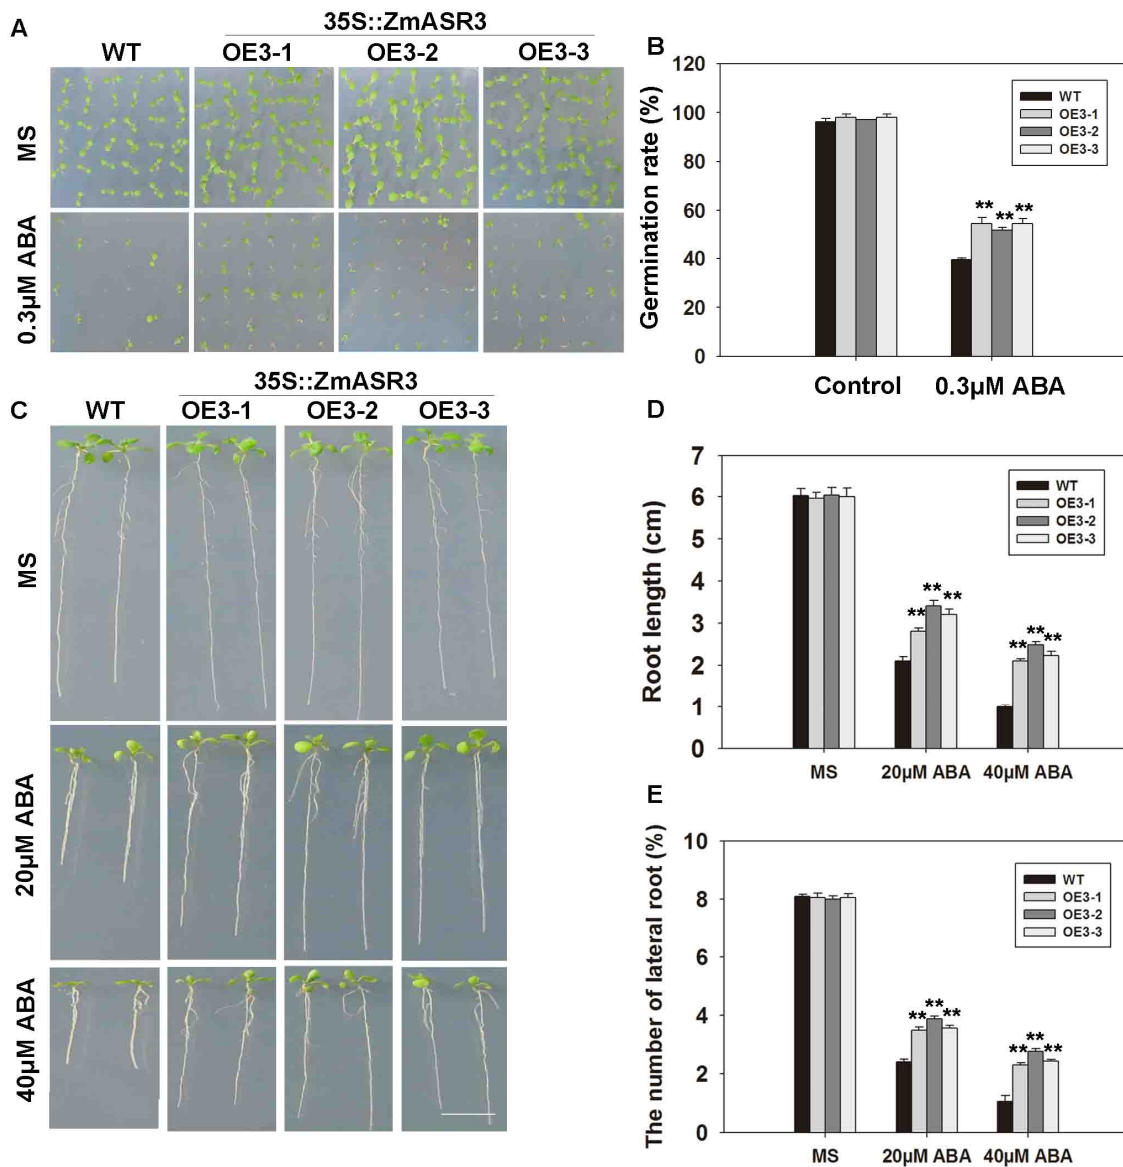 A
35S::ZmASR3
WT OE3-1 OE3-2 OE3-3
MS
0.3µM ABA
B
Germination rate (%)
120
100
80
60
40
20
0
WT
OE3-1
OE3-2
OE3-3
** ** **
Control 0.3µM ABA
C
35S::ZmASR3
WT OE3-1 OE3-2 OE3-3
MS
20µM ABA
40µM ABA
D
Root length (cm)
7
6
5
4
3
2
1
0
WT
OE3-1
OE3-2
OE3-3
** ** **
** ** **
MS 20µM ABA 40µM ABA
E
The number of lateral root (%)
10
8
6
4
2
0
WT
OE3-1
OE3-2
OE3-3
** ** **
** ** **
MS 20µM ABA 40µM ABA